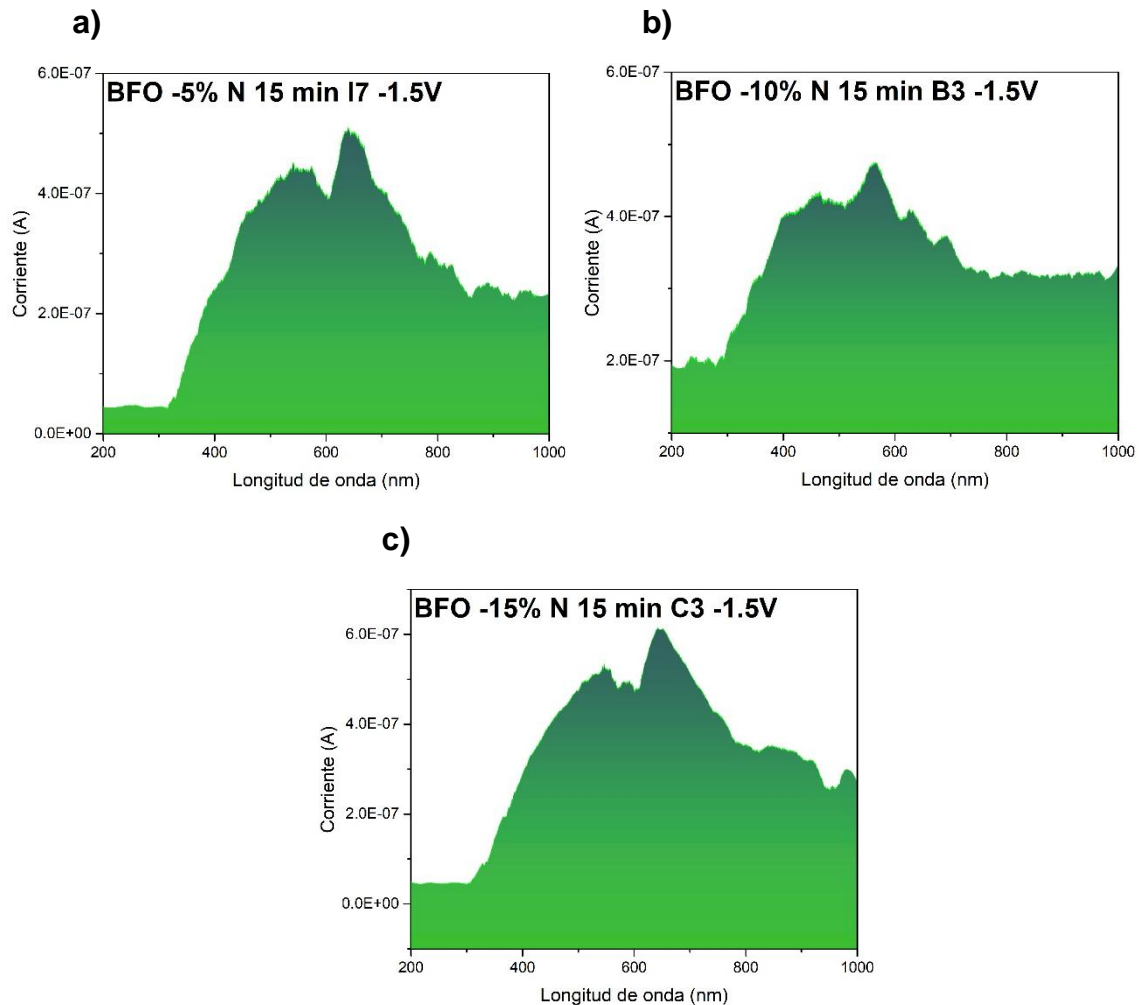 a)
BFO -5% N 15 min I7 -1.5V
6.0E-07
4.0E-07
2.0E-07
0.0E+00
Corriente (A)
200 400 600 800 1000
Longitud de onda (nm)
b)
BFO -10% N 15 min B3 -1.5V
6.0E-07
4.0E-07
2.0E-07
Corriente (A)
200 400 600 800 1000
Longitud de onda (nm)
c)
BFO -15% N 15 min C3 -1.5V
6.0E-07
4.0E-07
2.0E-07
0.0E+00
Corriente (A)
200 400 600 800 1000
Longitud de onda (nm)